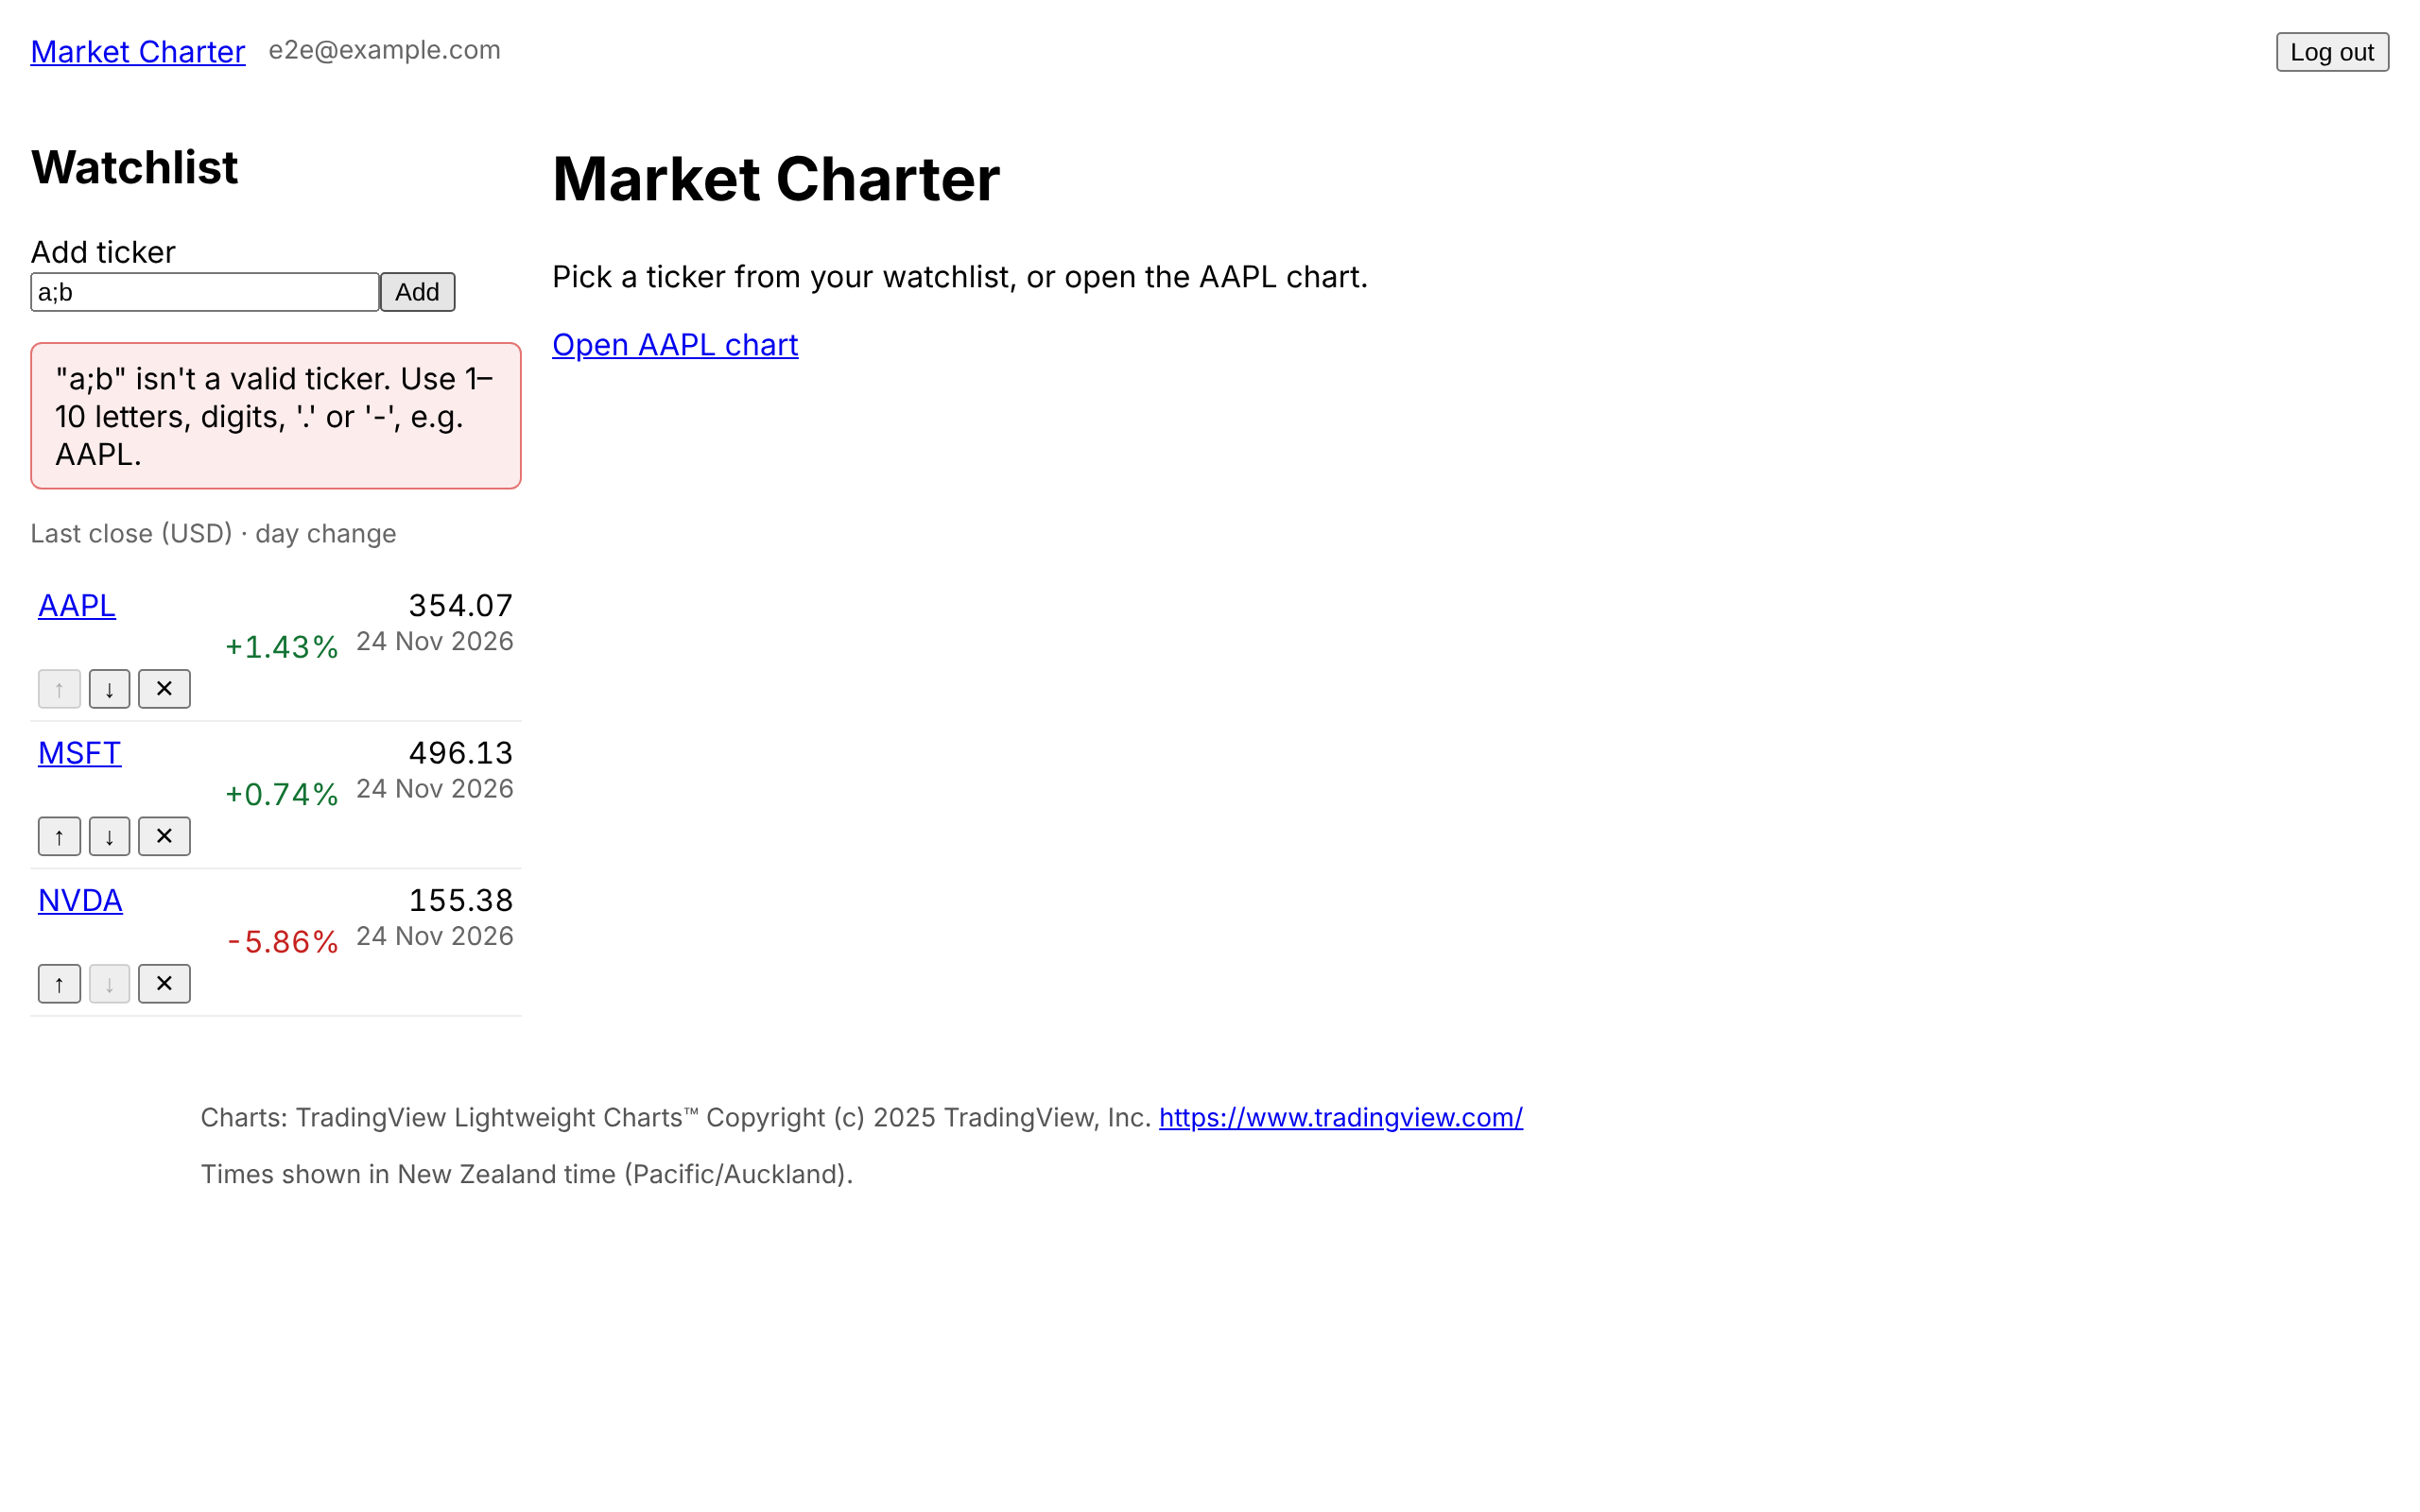 Market Charter e2e@example.com Log out
Watchlist
Add ticker
a;b Add
"a;b" isn't a valid ticker. Use 1–
10 letters, digits, '.' or '-', e.g.
AAPL.
Last close (USD) · day change
AAPL 354.07
+1.43% 24 Nov 2026
↑ ↓ ✕
MSFT 496.13
+0.74% 24 Nov 2026
↑ ↓ ✕
NVDA 155.38
-5.86% 24 Nov 2026
↑ ↓ ✕
Market Charter
Pick a ticker from your watchlist, or open the AAPL chart.
Open AAPL chart
Charts: TradingView Lightweight Charts™ Copyright (c) 2025 TradingView, Inc. https://www.tradingview.com/
Times shown in New Zealand time (Pacific/Auckland).